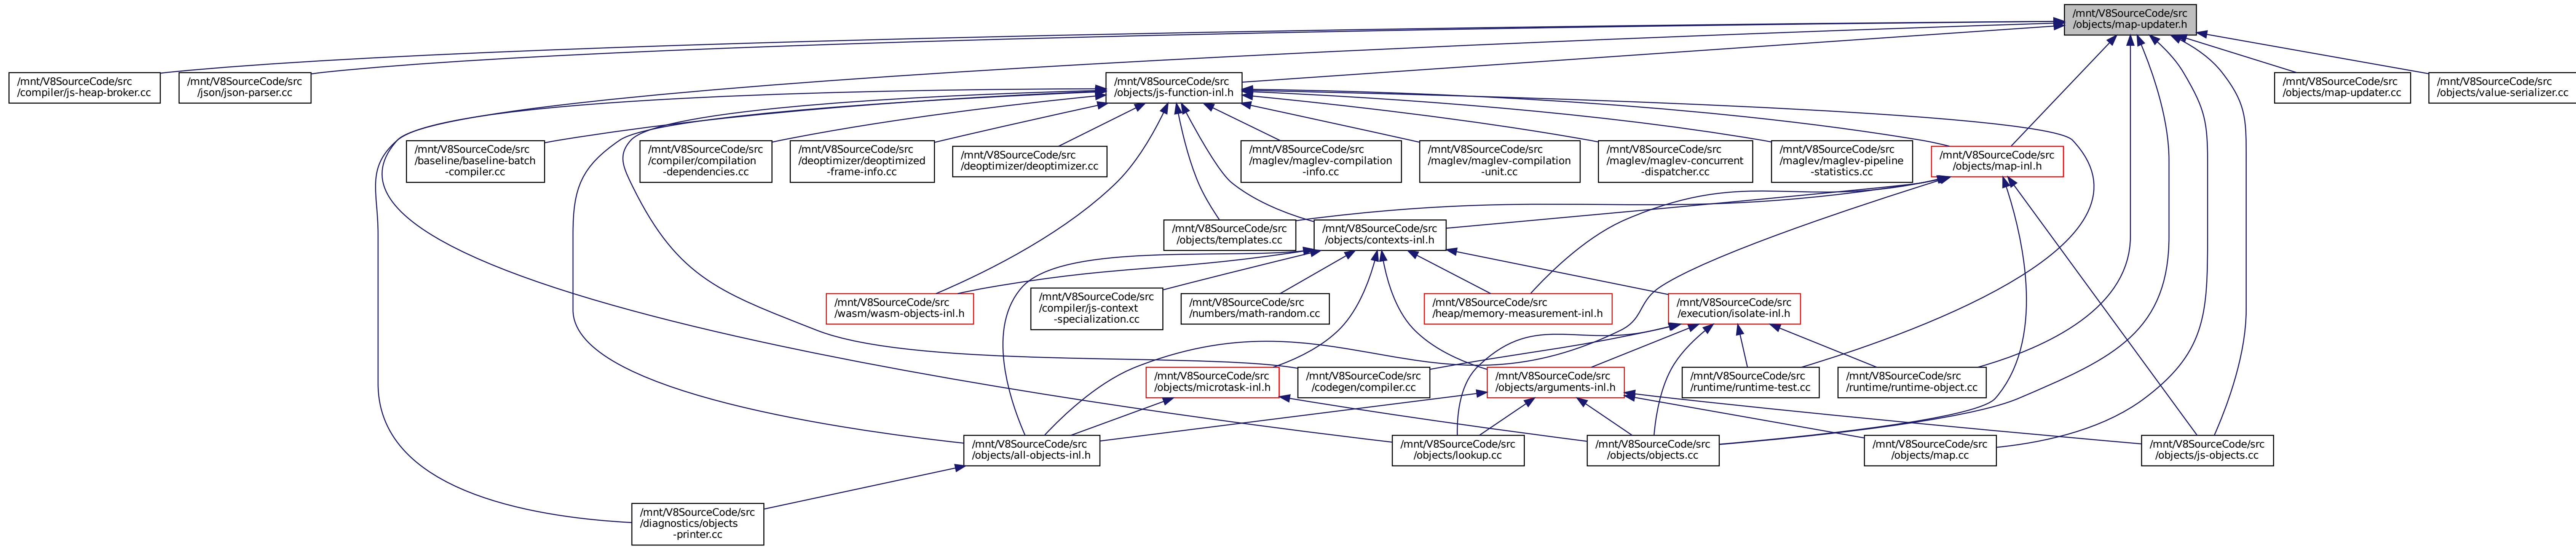 /mnt/V8SourceCode/src
/objects/map-updater.h
/mnt/V8SourceCode/src
/compiler/js-heap-broker.cc
/mnt/V8SourceCode/src
/json/json-parser.cc
/mnt/V8SourceCode/src
/objects/js-function-inl.h
/mnt/V8SourceCode/src
/objects/map-updater.cc
/mnt/V8SourceCode/src
/objects/value-serializer.cc
/mnt/V8SourceCode/src
/baseline/baseline-batch
-compiler.cc
/mnt/V8SourceCode/src
/compiler/compilation
-dependencies.cc
/mnt/V8SourceCode/src
/deoptimizer/deoptimized
-frame-info.cc
/mnt/V8SourceCode/src
/deoptimizer/deoptimizer.cc
/mnt/V8SourceCode/src
/maglev/maglev-compilation
-info.cc
/mnt/V8SourceCode/src
/maglev/maglev-compilation
-unit.cc
/mnt/V8SourceCode/src
/maglev/maglev-concurrent
-dispatcher.cc
/mnt/V8SourceCode/src
/maglev/maglev-pipeline
-statistics.cc
/mnt/V8SourceCode/src
/objects/map-inl.h
/mnt/V8SourceCode/src
/objects/templates.cc
/mnt/V8SourceCode/src
/objects/contexts-inl.h
/mnt/V8SourceCode/src
/wasm/wasm-objects-inl.h
/mnt/V8SourceCode/src
/compiler/js-context
-specialization.cc
/mnt/V8SourceCode/src
/numbers/math-random.cc
/mnt/V8SourceCode/src
/heap/memory-measurement-inl.h
/mnt/V8SourceCode/src
/execution/isolate-inl.h
/mnt/V8SourceCode/src
/objects/microtask-inl.h
/mnt/V8SourceCode/src
/codegen/compiler.cc
/mnt/V8SourceCode/src
/objects/arguments-inl.h
/mnt/V8SourceCode/src
/runtime/runtime-test.cc
/mnt/V8SourceCode/src
/runtime/runtime-object.cc
/mnt/V8SourceCode/src
/objects/all-objects-inl.h
/mnt/V8SourceCode/src
/objects/lookup.cc
/mnt/V8SourceCode/src
/objects/objects.cc
/mnt/V8SourceCode/src
/objects/map.cc
/mnt/V8SourceCode/src
/objects/js-objects.cc
/mnt/V8SourceCode/src
/diagnostics/objects
-printer.cc